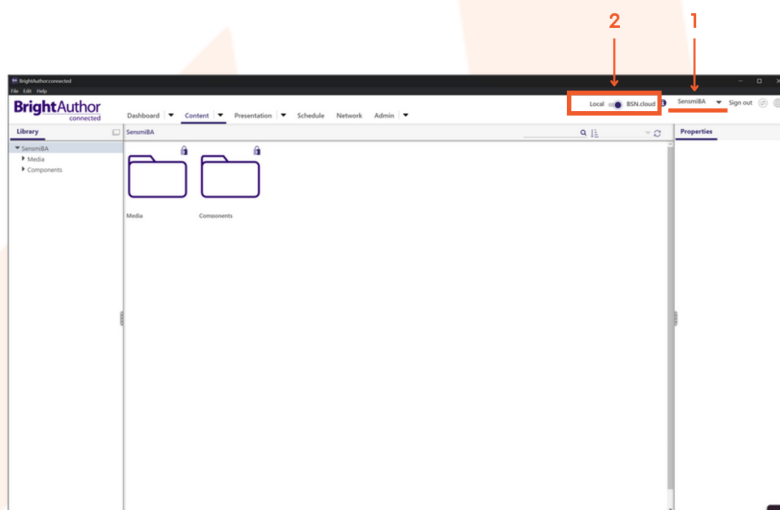 2 1
BrightAuthor:connected
File Edit Help
BrightAuthor
connected
Dashboard Content Presentation Schedule Network Admin
Local BSN.cloud SensmiBA Sign out
Library
SensmiBA
Properties
SensmiBA
Media
Components
Media Components